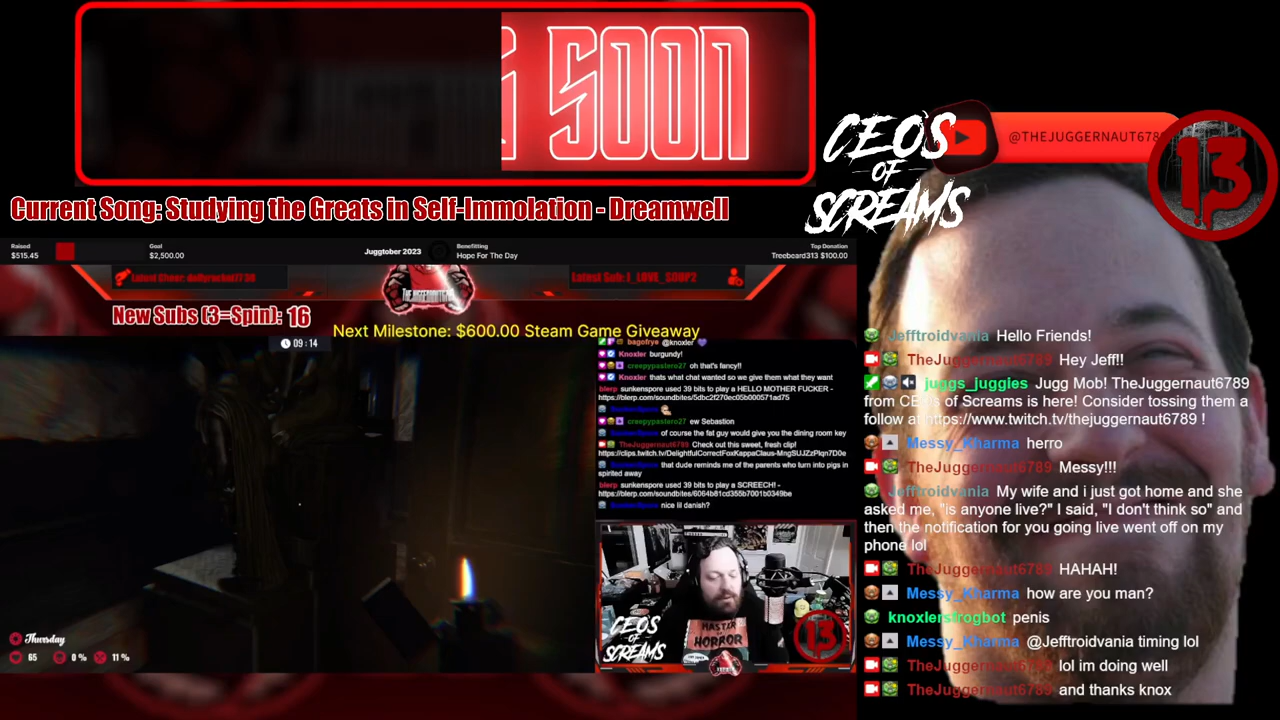 G SOON
CEO'S
OF
SCREAMS
@THEJUGGERNAUT678
13
Current Song: Studying the Greats in Self-Immolation - Dreamwell
Raised
$515.45
Goal
$2,500.00
Juggtober 2023
Benefitting
Hope For The Day
Top Donation
Treebeard313 $100.00
Latest Sub: J_LOVE_SOUP2
New Subs (3=Spin): 16
Next Milestone: $600.00 Steam Game Giveaway
09:14
bagofrye @knoxler
Knoxler burgundy!
creepypastero27 oh that's fancy!!
Knoxler thats what chat wanted so we give them what they want
blerp sunkenspore used 39 bits to play a HELLO MOTHER FUCKER -
https://blerp.com/soundbites/5dbc2f270ec05b000571ad75
creepypastero27 ew Sebastion
of course the fat guy would give you the dining room key
TheJuggernaut6789 Check out this sweet, fresh clip!
https://clips.twitch.tv/DelightfulCorrectFoxKappaClaus-MngSUJZzPlqn7D0e
that dude reminds me of the parents who turn into pigs in
spirited away
blerp sunkenspore used 39 bits to play a SCREECH! -
https://blerp.com/soundbites/6064b81cd355b7001b0349be
nice lil danish?
CEO'S
OF
SCREAMS
MASTER
OF
HORROR
13
Thursday
65 0 % 11 %
Jefftroidvania Hello Friends!
TheJuggernaut6789 Hey Jeff!!
juggs_juggies Jugg Mob! TheJuggernaut6789
from CEOs of Screams is here! Consider tossing them a
follow at https://www.twitch.tv/thejuggernaut6789 !
Messy_Kharma herro
TheJuggernaut6789 Messy!!!
Jefftroidvania My wife and i just got home and she
asked me, "is anyone live?" I said, "I don't think so" and
then the notification for you going live went off on my
phone lol
TheJuggernaut6789 HAHAH!
Messy_Kharma how are you man?
knoxlersfrogbot penis
Messy_Kharma @Jefftroidvania timing lol
TheJuggernaut6789 lol im doing well
TheJuggernaut6789 and thanks knox